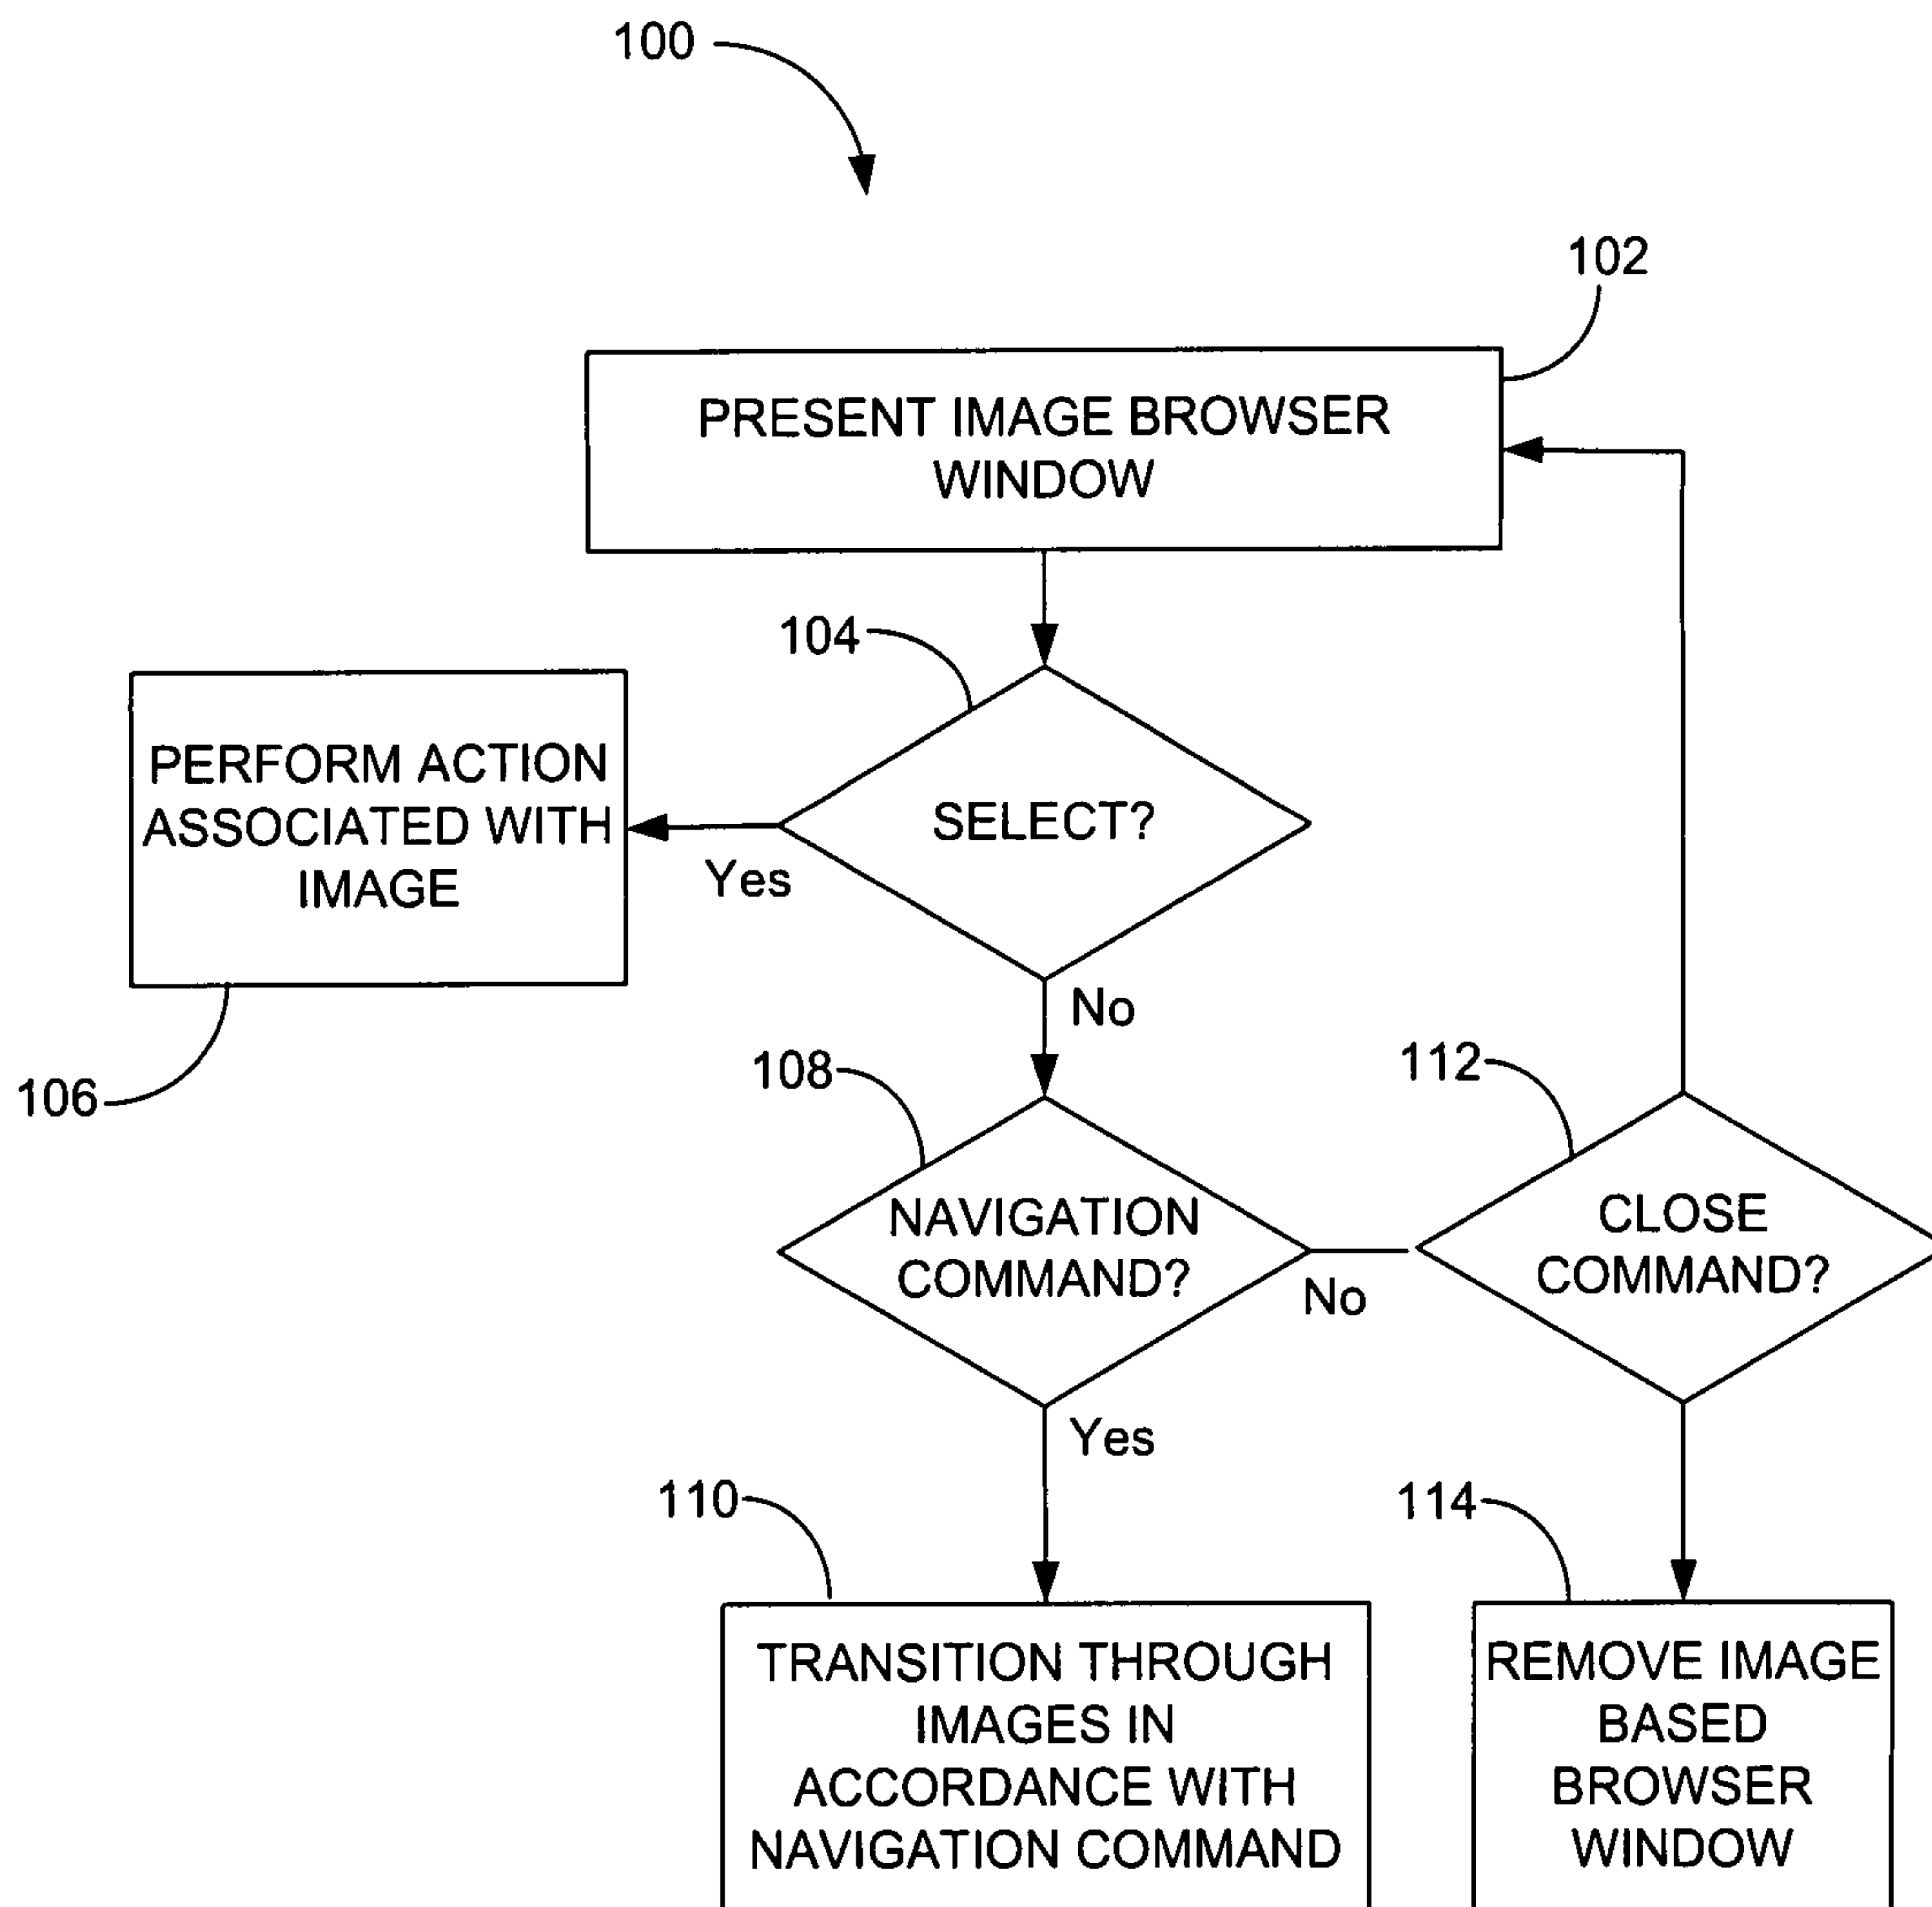 100
102
PRESENT IMAGE BROWSER
WINDOW
104
SELECT?
PERFORM ACTION
ASSOCIATED WITH
IMAGE
Yes
106
No
108
NAVIGATION
COMMAND?
No
112
CLOSE
COMMAND?
Yes
110
TRANSITION THROUGH
IMAGES IN
ACCORDANCE WITH
NAVIGATION COMMAND
114
REMOVE IMAGE
BASED
BROWSER
WINDOW